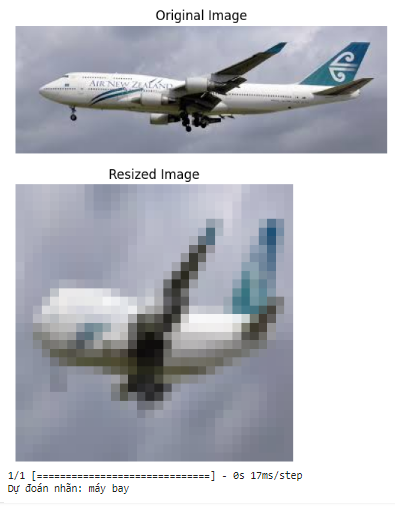 Original Image
AIR NEW ZEALAND
Resized Image
1/1 [==============================] - 0s 17ms/step
Dự đoán nhãn: máy bay